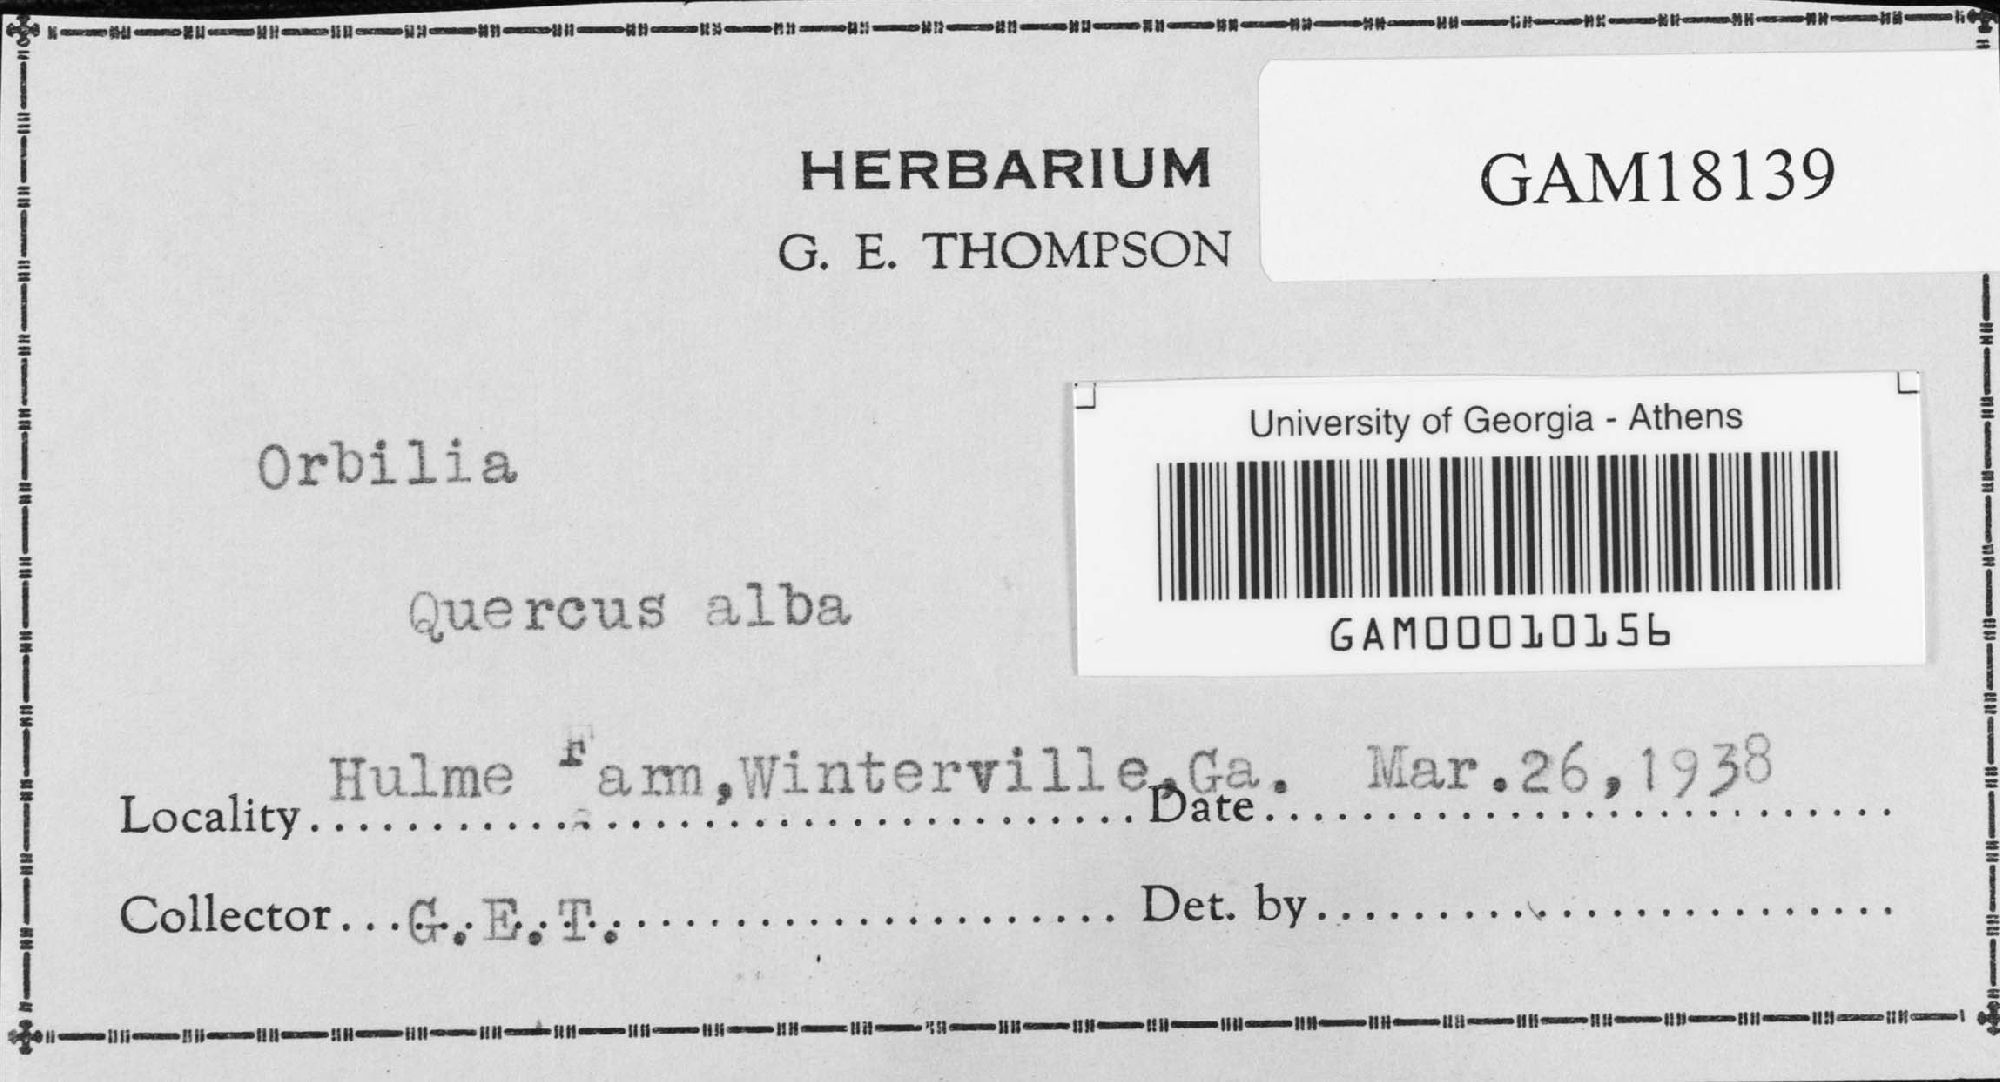 HERBARIUM
G. E. THOMPSON
GAM18139
University of Georgia - Athens
GAM00010156
Orbilia
Quercus alba
Locality Hulme Farm,Winterville,Ga. Date Mar.26,1938
Collector...G.E.T. Det. by